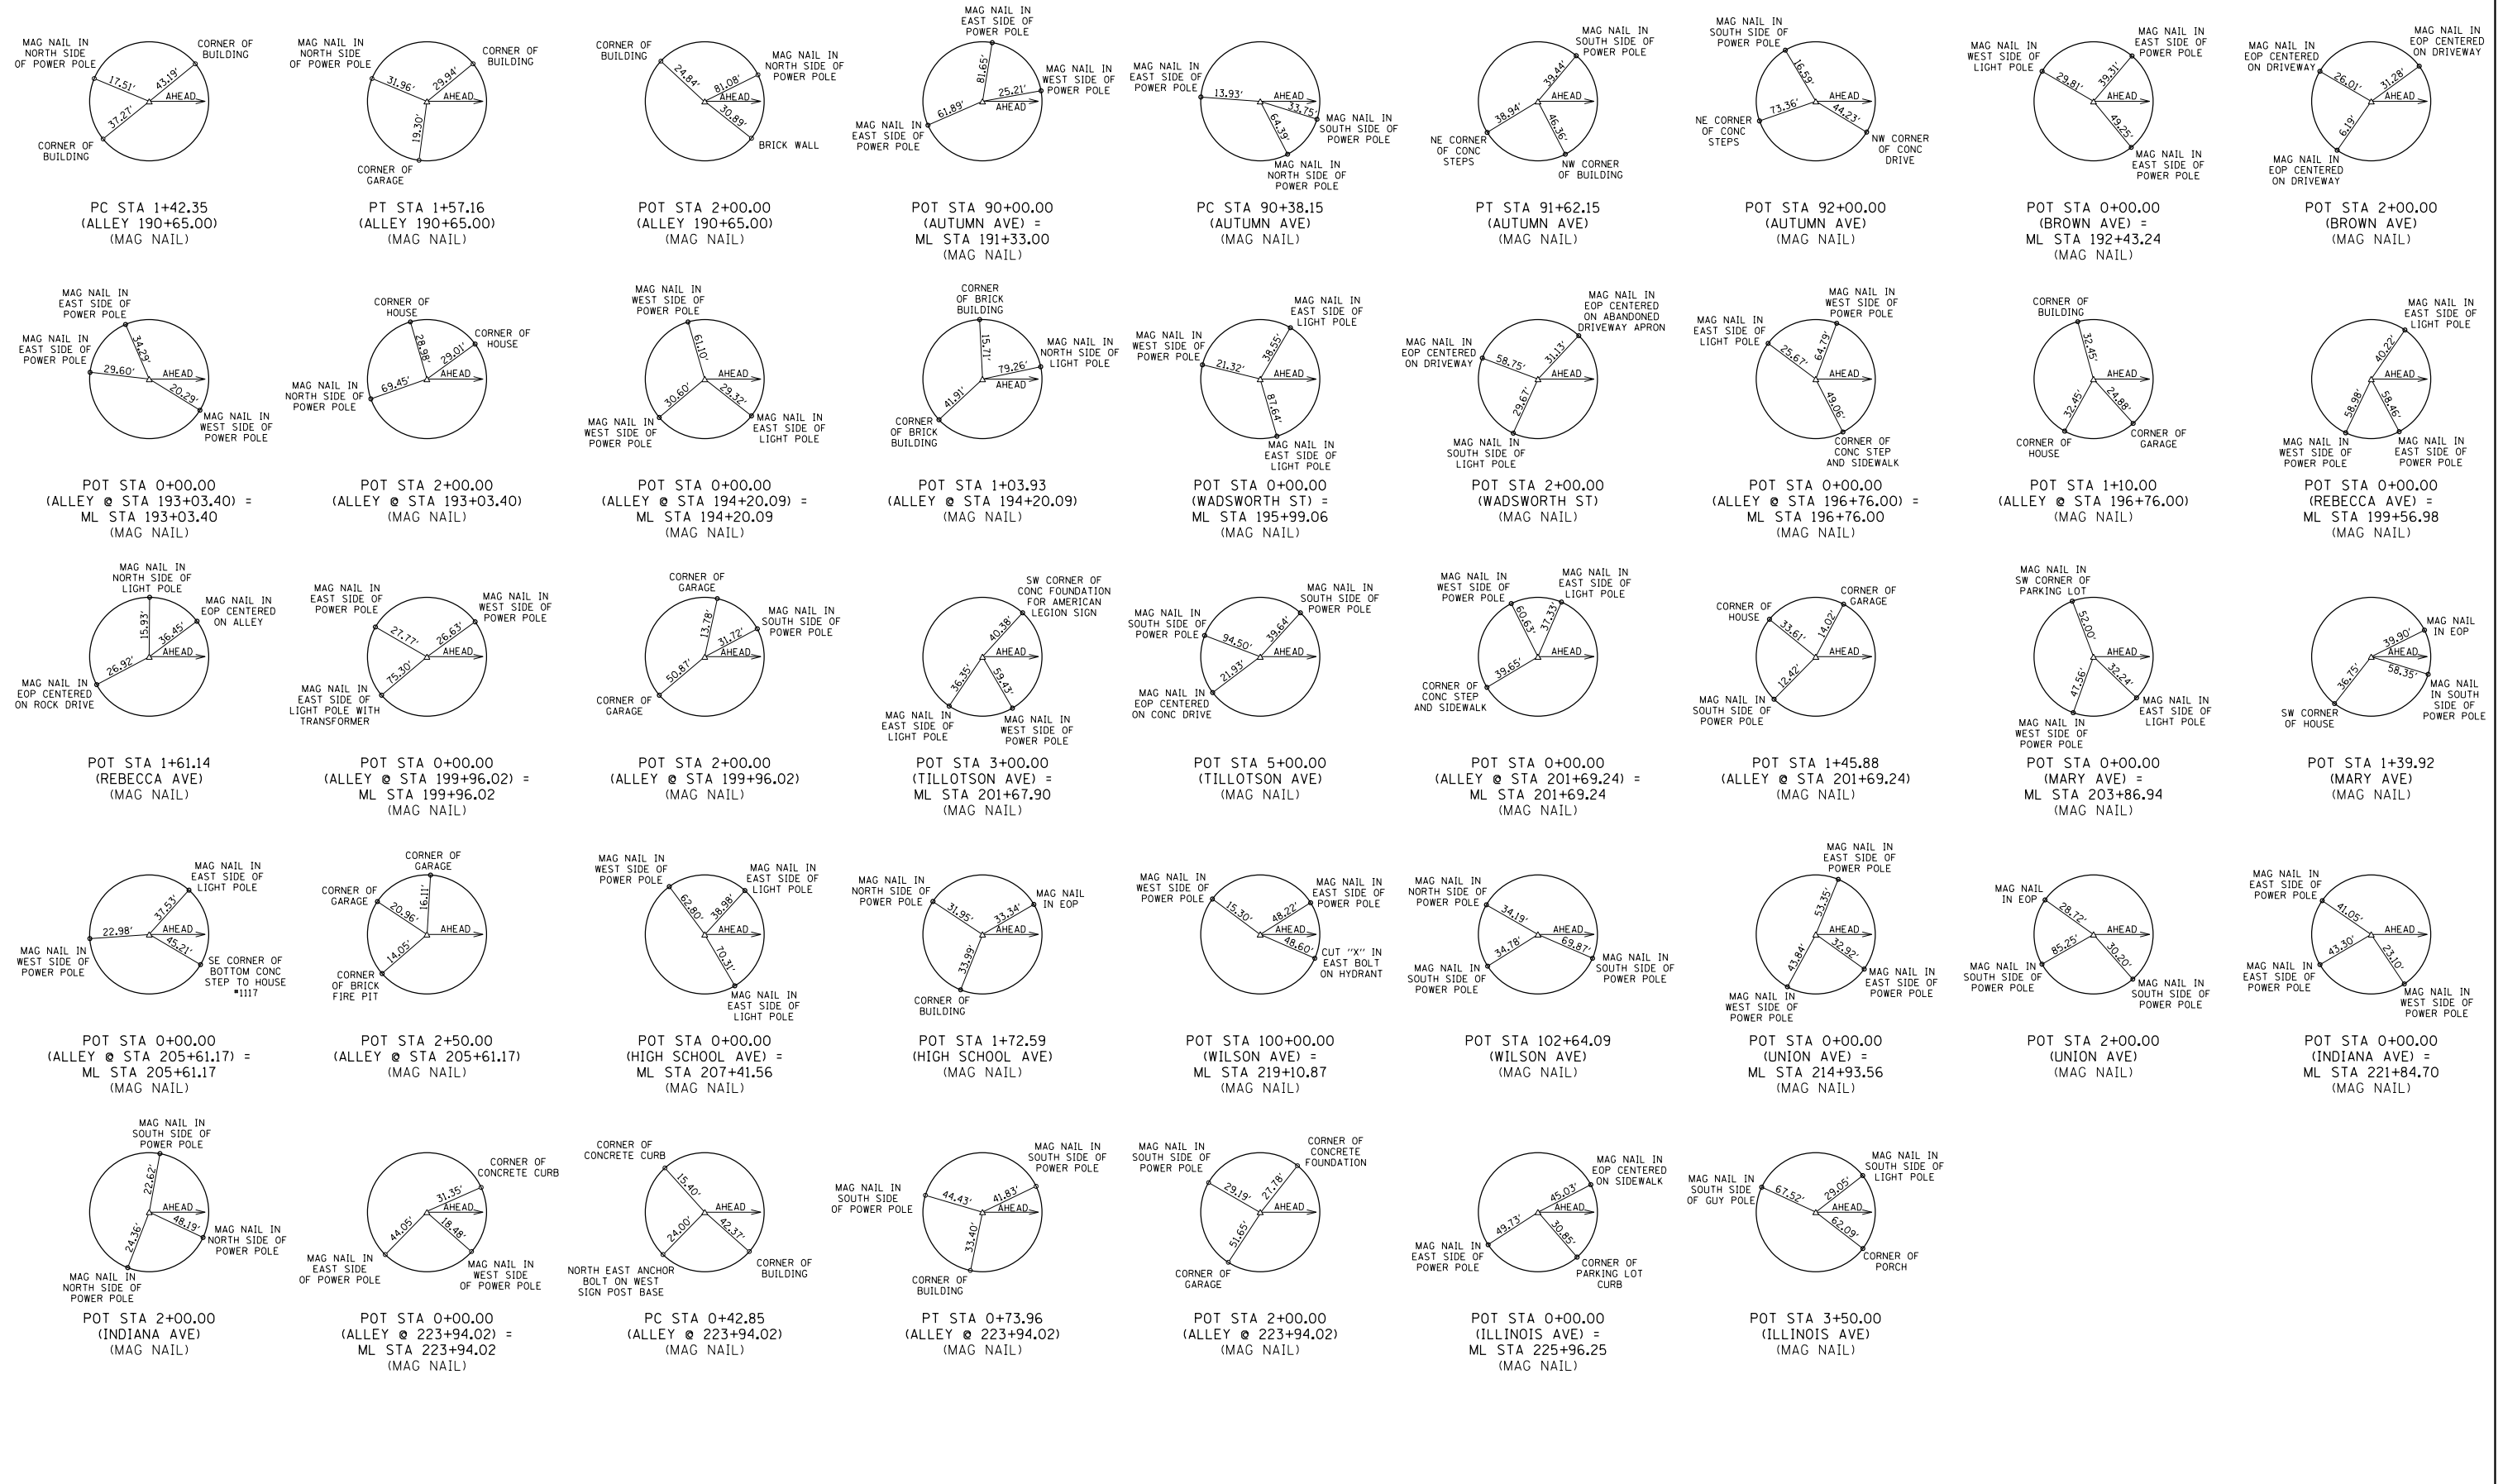 MAG NAIL IN
NORTH SIDE
OF POWER POLE
CORNER OF
BUILDING
17.51'
43.19'
AHEAD
37.27'
CORNER OF
BUILDING
PC STA 1+42.35
(ALLEY 190+65.00)
(MAG NAIL)
MAG NAIL IN
NORTH SIDE
OF POWER POLE
CORNER OF
BUILDING
31.96'
29.94'
AHEAD
19.30'
CORNER OF
GARAGE
PT STA 1+57.16
(ALLEY 190+65.00)
(MAG NAIL)
CORNER OF
BUILDING
MAG NAIL IN
NORTH SIDE OF
POWER POLE
24.84'
81.08'
AHEAD
30.89'
BRICK WALL
POT STA 2+00.00
(ALLEY 190+65.00)
(MAG NAIL)
MAG NAIL IN
EAST SIDE OF
POWER POLE
MAG NAIL IN
WEST SIDE OF
POWER POLE
81.65'
25.21'
AHEAD
61.89'
MAG NAIL IN
EAST SIDE OF
POWER POLE
POT STA 90+00.00
(AUTUMN AVE) =
ML STA 191+33.00
(MAG NAIL)
MAG NAIL IN
EAST SIDE OF
POWER POLE
13.93'
AHEAD
33.75'
64.39'
MAG NAIL IN
SOUTH SIDE OF
POWER POLE
MAG NAIL IN
NORTH SIDE OF
POWER POLE
PC STA 90+38.15
(AUTUMN AVE)
(MAG NAIL)
MAG NAIL IN
SOUTH SIDE OF
POWER POLE
39.44'
AHEAD
38.94'
46.36'
NE CORNER
OF CONC
STEPS
NW CORNER
OF BUILDING
PT STA 91+62.15
(AUTUMN AVE)
(MAG NAIL)
MAG NAIL IN
SOUTH SIDE OF
POWER POLE
16.59'
AHEAD
73.36'
44.23'
NE CORNER
OF CONC
STEPS
NW CORNER
OF CONC
DRIVE
POT STA 92+00.00
(AUTUMN AVE)
(MAG NAIL)
MAG NAIL IN
WEST SIDE OF
LIGHT POLE
MAG NAIL IN
EAST SIDE OF
POWER POLE
29.81'
39.31'
AHEAD
49.25'
MAG NAIL IN
EAST SIDE OF
POWER POLE
POT STA 0+00.00
(BROWN AVE) =
ML STA 192+43.24
(MAG NAIL)
MAG NAIL IN
EOP CENTERED
ON DRIVEWAY
MAG NAIL IN
EOP CENTERED
ON DRIVEWAY
26.01'
31.28'
AHEAD
6.19'
MAG NAIL IN
EOP CENTERED
ON DRIVEWAY
POT STA 2+00.00
(BROWN AVE)
(MAG NAIL)
MAG NAIL IN
EAST SIDE OF
POWER POLE
MAG NAIL IN
EAST SIDE OF
POWER POLE
34.29'
29.60'
AHEAD
20.29'
MAG NAIL IN
WEST SIDE OF
POWER POLE
POT STA 0+00.00
(ALLEY @ STA 193+03.40) =
ML STA 193+03.40
(MAG NAIL)
CORNER OF
HOUSE
CORNER OF
HOUSE
28.98'
29.01'
AHEAD
69.45'
MAG NAIL IN
NORTH SIDE OF
POWER POLE
POT STA 2+00.00
(ALLEY @ STA 193+03.40)
(MAG NAIL)
MAG NAIL IN
WEST SIDE OF
POWER POLE
61.10'
AHEAD
30.60'
29.32'
MAG NAIL IN
WEST SIDE OF
POWER POLE
MAG NAIL IN
EAST SIDE OF
LIGHT POLE
POT STA 0+00.00
(ALLEY @ STA 194+20.09) =
ML STA 194+20.09
(MAG NAIL)
CORNER
OF BRICK
BUILDING
MAG NAIL IN
NORTH SIDE OF
LIGHT POLE
15.71'
79.26'
AHEAD
41.91'
CORNER
OF BRICK
BUILDING
POT STA 1+03.93
(ALLEY @ STA 194+20.09)
(MAG NAIL)
MAG NAIL IN
EAST SIDE OF
LIGHT POLE
MAG NAIL IN
WEST SIDE OF
POWER POLE
38.55'
21.32'
AHEAD
87.64'
MAG NAIL IN
EAST SIDE OF
LIGHT POLE
POT STA 0+00.00
(WADSWORTH ST) =
ML STA 195+99.06
(MAG NAIL)
MAG NAIL IN
EOP CENTERED
ON ABANDONED
DRIVEWAY APRON
MAG NAIL IN
EOP CENTERED
ON DRIVEWAY
58.75'
31.13'
AHEAD
29.67'
MAG NAIL IN
SOUTH SIDE OF
LIGHT POLE
POT STA 2+00.00
(WADSWORTH ST)
(MAG NAIL)
MAG NAIL IN
WEST SIDE OF
POWER POLE
MAG NAIL IN
EAST SIDE OF
LIGHT POLE
25.67'
64.79'
AHEAD
49.06'
CORNER OF
CONC STEP
AND SIDEWALK
POT STA 0+00.00
(ALLEY @ STA 196+76.00) =
ML STA 196+76.00
(MAG NAIL)
CORNER OF
BUILDING
32.45'
AHEAD
32.45'
24.88'
CORNER OF
HOUSE
CORNER OF
GARAGE
POT STA 1+10.00
(ALLEY @ STA 196+76.00)
(MAG NAIL)
MAG NAIL IN
EAST SIDE OF
LIGHT POLE
40.22'
AHEAD
58.98'
58.46'
MAG NAIL IN
WEST SIDE OF
POWER POLE
MAG NAIL IN
EAST SIDE OF
POWER POLE
POT STA 0+00.00
(REBECCA AVE) =
ML STA 199+56.98
(MAG NAIL)
MAG NAIL IN
NORTH SIDE OF
LIGHT POLE
MAG NAIL IN
EOP CENTERED
ON ALLEY
15.93'
36.45'
AHEAD
26.92'
MAG NAIL IN
EOP CENTERED
ON ROCK DRIVE
POT STA 1+61.14
(REBECCA AVE)
(MAG NAIL)
MAG NAIL IN
EAST SIDE OF
POWER POLE
MAG NAIL IN
WEST SIDE OF
POWER POLE
27.77'
26.63'
AHEAD
75.30'
MAG NAIL IN
EAST SIDE OF
LIGHT POLE WITH
TRANSFORMER
POT STA 0+00.00
(ALLEY @ STA 199+96.02) =
ML STA 199+96.02
(MAG NAIL)
CORNER OF
GARAGE
MAG NAIL IN
SOUTH SIDE OF
POWER POLE
13.78'
31.72'
AHEAD
50.87'
CORNER OF
GARAGE
POT STA 2+00.00
(ALLEY @ STA 199+96.02)
(MAG NAIL)
SW CORNER OF
CONC FOUNDATION
FOR AMERICAN
LEGION SIGN
40.38'
AHEAD
36.35'
59.43'
MAG NAIL IN
EAST SIDE OF
LIGHT POLE
MAG NAIL IN
WEST SIDE OF
POWER POLE
POT STA 3+00.00
(TILLOTSON AVE) =
ML STA 201+67.90
(MAG NAIL)
MAG NAIL IN
SOUTH SIDE OF
POWER POLE
MAG NAIL IN
SOUTH SIDE OF
POWER POLE
94.50'
39.64'
AHEAD
21.93'
MAG NAIL IN
EOP CENTERED
ON CONC DRIVE
POT STA 5+00.00
(TILLOTSON AVE)
(MAG NAIL)
MAG NAIL IN
WEST SIDE OF
POWER POLE
MAG NAIL IN
EAST SIDE OF
LIGHT POLE
60.63'
37.33'
AHEAD
39.65'
CORNER OF
CONC STEP
AND SIDEWALK
POT STA 0+00.00
(ALLEY @ STA 201+69.24) =
ML STA 201+69.24
(MAG NAIL)
CORNER OF
HOUSE
CORNER OF
GARAGE
33.61'
14.02'
AHEAD
12.42'
MAG NAIL IN
SOUTH SIDE OF
POWER POLE
POT STA 1+45.88
(ALLEY @ STA 201+69.24)
(MAG NAIL)
MAG NAIL IN
SW CORNER OF
PARKING LOT
52.00'
AHEAD
47.56'
32.24'
MAG NAIL IN
WEST SIDE OF
POWER POLE
MAG NAIL IN
EAST SIDE OF
LIGHT POLE
POT STA 0+00.00
(MARY AVE) =
ML STA 203+86.94
(MAG NAIL)
MAG NAIL
IN EOP
39.90'
AHEAD
58.35'
36.75'
SW CORNER
OF HOUSE
MAG NAIL
IN SOUTH
SIDE OF
POWER POLE
POT STA 1+39.92
(MARY AVE)
(MAG NAIL)
MAG NAIL IN
EAST SIDE OF
LIGHT POLE
37.53'
22.98'
AHEAD
45.21'
MAG NAIL IN
WEST SIDE OF
POWER POLE
SE CORNER OF
BOTTOM CONC
STEP TO HOUSE
#1117
POT STA 0+00.00
(ALLEY @ STA 205+61.17) =
ML STA 205+61.17
(MAG NAIL)
CORNER OF
GARAGE
CORNER OF
GARAGE
16.11'
20.96'
AHEAD
14.05'
CORNER
OF BRICK
FIRE PIT
POT STA 2+50.00
(ALLEY @ STA 205+61.17)
(MAG NAIL)
MAG NAIL IN
WEST SIDE OF
POWER POLE
MAG NAIL IN
EAST SIDE OF
LIGHT POLE
62.80'
38.98'
AHEAD
70.31'
MAG NAIL IN
EAST SIDE OF
LIGHT POLE
POT STA 0+00.00
(HIGH SCHOOL AVE) =
ML STA 207+41.56
(MAG NAIL)
MAG NAIL IN
NORTH SIDE OF
POWER POLE
MAG NAIL
IN EOP
31.95'
33.34'
AHEAD
33.99'
CORNER OF
BUILDING
POT STA 1+72.59
(HIGH SCHOOL AVE)
(MAG NAIL)
MAG NAIL IN
WEST SIDE OF
POWER POLE
MAG NAIL IN
EAST SIDE OF
POWER POLE
15.30'
48.22'
AHEAD
48.60'
CUT "X" IN
EAST BOLT
ON HYDRANT
POT STA 100+00.00
(WILSON AVE) =
ML STA 219+10.87
(MAG NAIL)
MAG NAIL IN
NORTH SIDE OF
POWER POLE
34.19'
AHEAD
34.78'
69.87'
MAG NAIL IN
SOUTH SIDE OF
POWER POLE
MAG NAIL IN
SOUTH SIDE OF
POWER POLE
POT STA 102+64.09
(WILSON AVE)
(MAG NAIL)
MAG NAIL IN
EAST SIDE OF
POWER POLE
53.35'
AHEAD
43.84'
32.92'
MAG NAIL IN
WEST SIDE OF
POWER POLE
MAG NAIL IN
EAST SIDE OF
POWER POLE
POT STA 0+00.00
(UNION AVE) =
ML STA 214+93.56
(MAG NAIL)
MAG NAIL
IN EOP
28.72'
AHEAD
85.25'
30.20'
MAG NAIL IN
SOUTH SIDE OF
POWER POLE
MAG NAIL IN
SOUTH SIDE OF
POWER POLE
POT STA 2+00.00
(UNION AVE)
(MAG NAIL)
MAG NAIL IN
EAST SIDE OF
POWER POLE
41.05'
AHEAD
43.30'
23.10'
MAG NAIL IN
EAST SIDE OF
POWER POLE
MAG NAIL IN
WEST SIDE OF
POWER POLE
POT STA 0+00.00
(INDIANA AVE) =
ML STA 221+84.70
(MAG NAIL)
MAG NAIL IN
SOUTH SIDE OF
POWER POLE
22.62'
AHEAD
24.36'
48.19'
MAG NAIL IN
NORTH SIDE OF
POWER POLE
MAG NAIL IN
NORTH SIDE OF
POWER POLE
POT STA 2+00.00
(INDIANA AVE)
(MAG NAIL)
CORNER OF
CONCRETE CURB
31.35'
AHEAD
44.05'
18.48'
MAG NAIL IN
EAST SIDE
OF POWER POLE
MAG NAIL IN
WEST SIDE
OF POWER POLE
POT STA 0+00.00
(ALLEY @ 223+94.02) =
ML STA 223+94.02
(MAG NAIL)
CORNER OF
CONCRETE CURB
15.40'
AHEAD
24.00'
42.37'
NORTH EAST ANCHOR
BOLT ON WEST
SIGN POST BASE
CORNER OF
BUILDING
PC STA 0+42.85
(ALLEY @ 223+94.02)
(MAG NAIL)
MAG NAIL IN
SOUTH SIDE OF
POWER POLE
MAG NAIL IN
SOUTH SIDE
OF POWER POLE
44.43'
41.83'
AHEAD
33.40'
CORNER OF
BUILDING
PT STA 0+73.96
(ALLEY @ 223+94.02)
(MAG NAIL)
MAG NAIL IN
SOUTH SIDE OF
POWER POLE
CORNER OF
CONCRETE
FOUNDATION
29.19'
27.78'
AHEAD
51.65'
CORNER OF
GARAGE
POT STA 2+00.00
(ALLEY @ 223+94.02)
(MAG NAIL)
MAG NAIL IN
EOP CENTERED
ON SIDEWALK
45.03'
AHEAD
49.73'
30.85'
MAG NAIL IN
EAST SIDE OF
POWER POLE
CORNER OF
PARKING LOT
CURB
POT STA 0+00.00
(ILLINOIS AVE) =
ML STA 225+96.25
(MAG NAIL)
MAG NAIL IN
SOUTH SIDE OF
LIGHT POLE
MAG NAIL IN
SOUTH SIDE
OF GUY POLE
67.52'
29.05'
AHEAD
62.09'
CORNER OF
PORCH
POT STA 3+50.00
(ILLINOIS AVE)
(MAG NAIL)